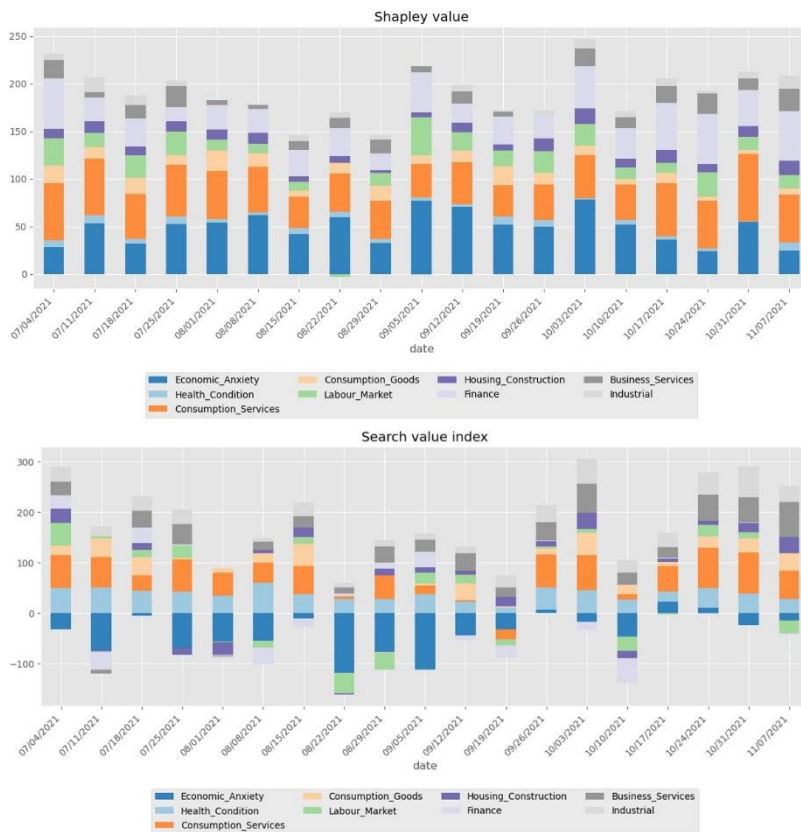 Shapley value
250
200
150
100
50
0
07/04/2021 07/11/2021 07/18/2021 07/25/2021 08/01/2021 08/08/2021 08/15/2021 08/22/2021 08/29/2021 09/05/2021 09/12/2021 09/19/2021 09/26/2021 10/03/2021 10/10/2021 10/17/2021 10/24/2021 10/31/2021 11/07/2021
date
Economic_Anxiety Consumption_Goods Housing_Construction Business_Services
Health_Condition Labour_Market Finance Industrial
Consumption_Services
Search value index
300
200
100
0
−100
07/04/2021 07/11/2021 07/18/2021 07/25/2021 08/01/2021 08/08/2021 08/15/2021 08/22/2021 08/29/2021 09/05/2021 09/12/2021 09/19/2021 09/26/2021 10/03/2021 10/10/2021 10/17/2021 10/24/2021 10/31/2021 11/07/2021
date
Economic_Anxiety Consumption_Goods Housing_Construction Business_Services
Health_Condition Labour_Market Finance Industrial
Consumption_Services